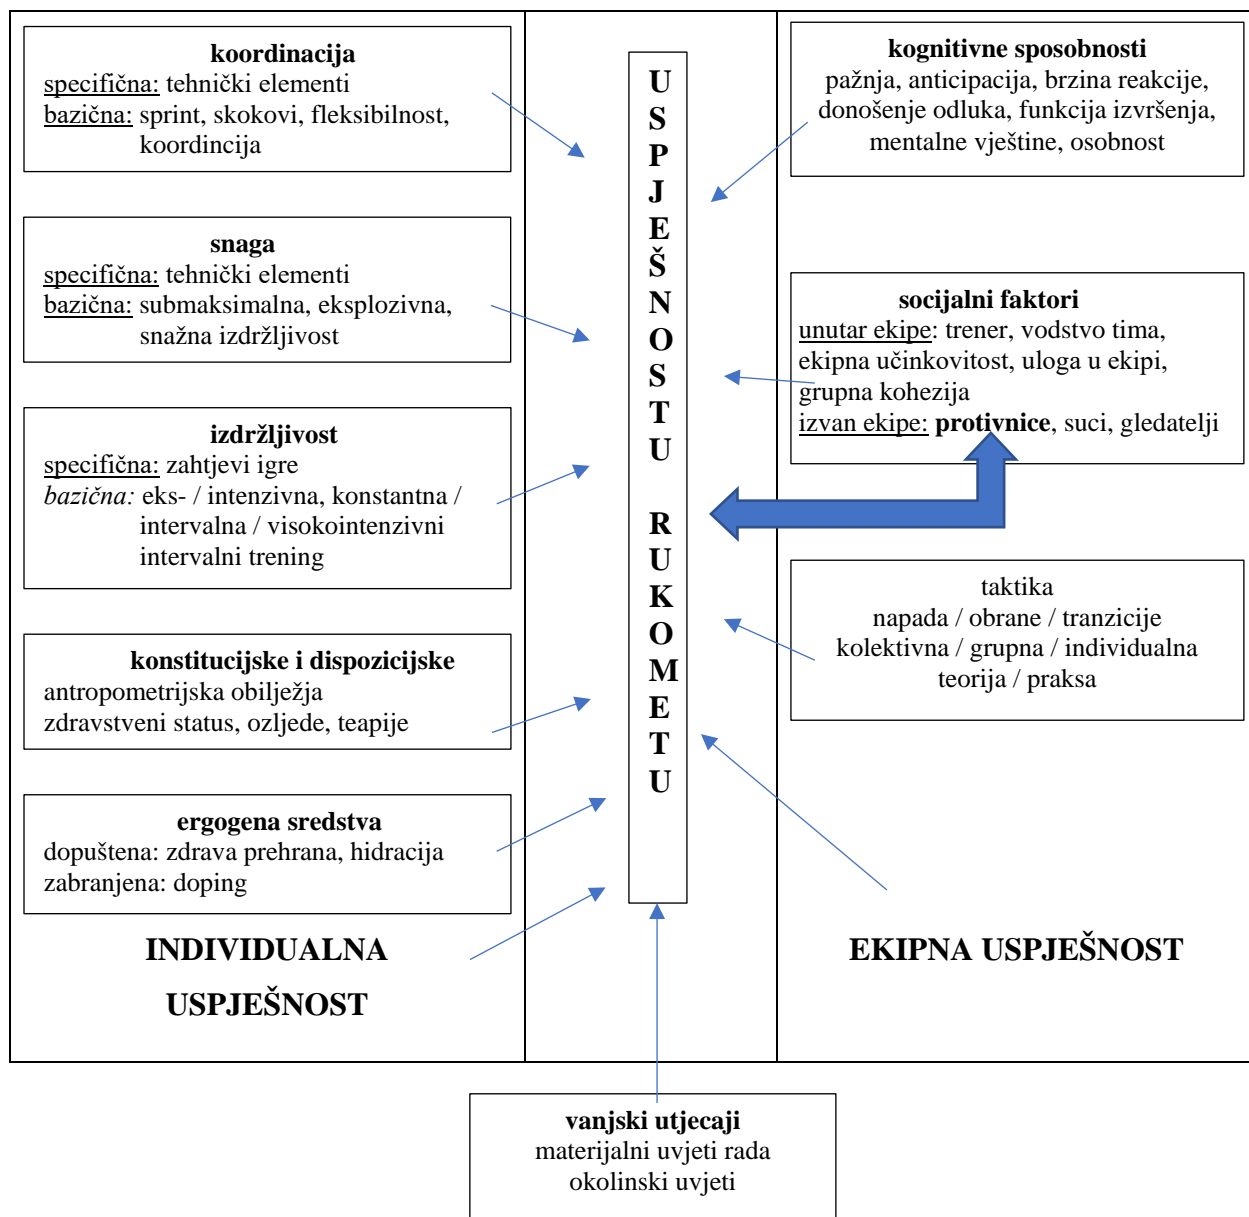 koordinacija
specifična: tehnički elementi
bazična: sprint, skokovi, fleksibilnost,
koordincija
snaga
specifična: tehnički elementi
bazična: submaksimalna, eksplozivna,
snažna izdržljivost
izdržljivost
specifična: zahtjevi igre
bazična: eks- / intenzivna, konstantna /
intervalna / visokointenzivni
intervalni trening
konstitucijske i dispozicijske
antropometrijska obilježja
zdravstveni status, ozljede, teapije
ergogena sredstva
dopuštena: zdrava prehrana, hidracija
zabranjena: doping
INDIVIDUALNA
USPJEŠNOST
U
S
P
J
E
Š
N
O
S
T
U
R
U
K
O
M
E
T
U
kognitivne sposobnosti
pažnja, anticipacija, brzina reakcije,
donošenje odluka, funkcija izvršenja,
mentalne vještine, osobnost
socijalni faktori
unutar ekipe: trener, vodstvo tima,
ekipna učinkovitost, uloga u ekipi,
grupna kohezija
izvan ekipe: protivnice, suci, gledatelji
taktika
napada / obrane / tranzicije
kolektivna / grupna / individualna
teorija / praksa
EKIPNA USPJEŠNOST
vanjski utjecaji
materijalni uvjeti rada
okolinski uvjeti